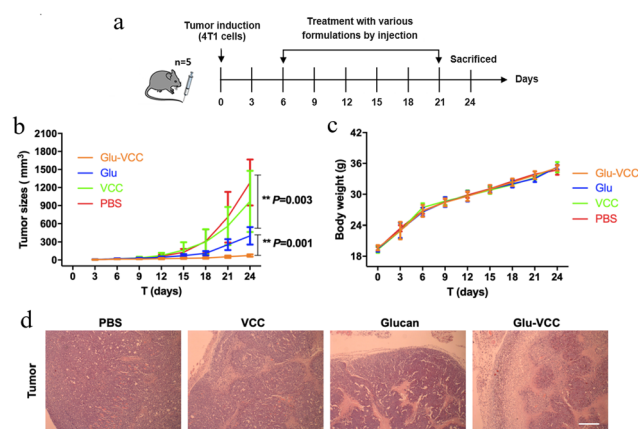 a
Tumor induction
(4T1 cells)
Treatment with various
formulations by injection
Sacrificed
n=5
Days
0 3 6 9 12 15 18 21 24
b
Glu-VCC
Glu
VCC
PBS
Tumor sizes ( mm³)
2100
1800
1500
1200
900
600
300
0
** P=0.003
** P=0.001
0 3 6 9 12 15 18 21 24
T (days)
c
Body weight (g)
42
36
30
24
18
Glu-VCC
Glu
VCC
PBS
0 3 6 9 12 15 18 21 24
T (days)
d
PBS VCC Glucan Glu-VCC
Tumor